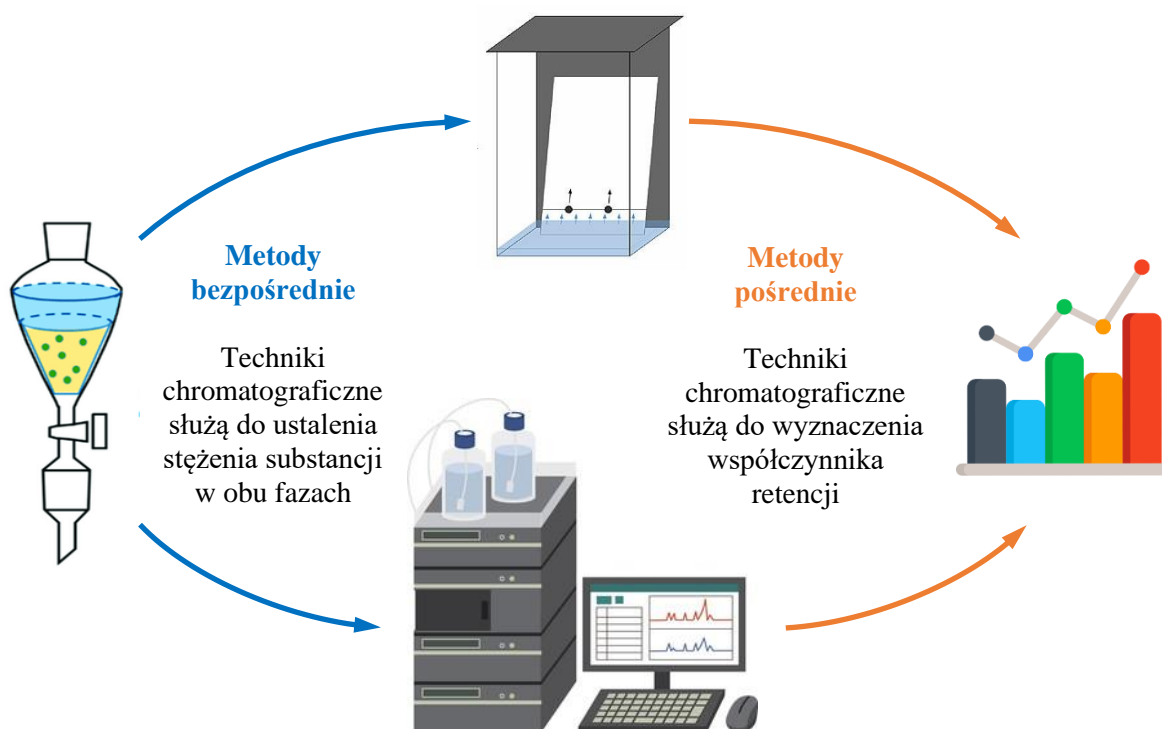 Metody
bezpośrednie
Techniki
chromatograficzne
służą do ustalenia
stężenia substancji
w obu fazach
Metody
pośrednie
Techniki
chromatograficzne
służą do wyznaczenia
współczynnika
retencji